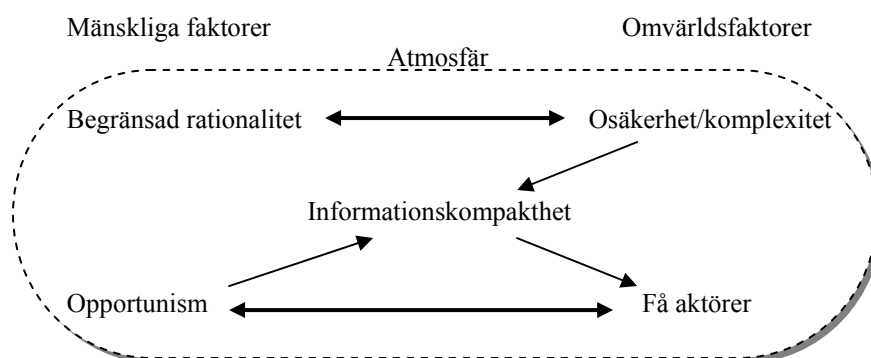 Mänskliga faktorer Omvärldsfaktorer
Atmosfär
Begränsad rationalitet Osäkerhet/komplexitet
Informationskompakthet
Opportunism Få aktörer